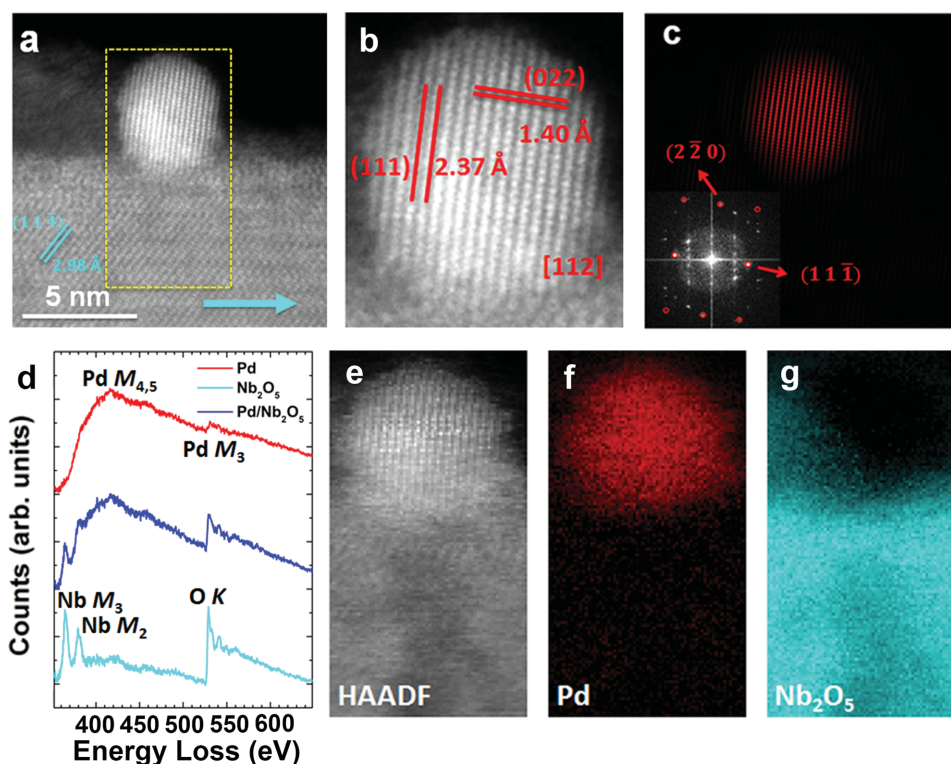 a
(1 1 4̄)
2.98 Å
5 nm
b
(022)
1.40 Å
(111)
2.37 Å
[112]
c
(2 2̄ 0)
(1 1 1̄)
d
Pd M₄,₅
Pd
Nb₂O₅
Pd/Nb₂O₅
Pd M₃
Nb M₃
Nb M₂
O K
Counts (arb. units)
400 450 500 550 600
Energy Loss (eV)
e
HAADF
f
Pd
g
Nb₂O₅